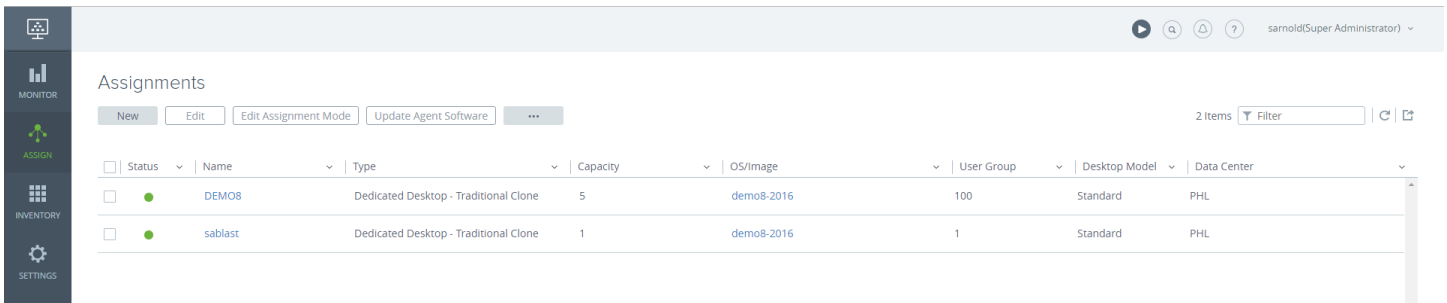 sarnold(Super Administrator)
MONITOR
ASSIGN
INVENTORY
SETTINGS
Assignments
New Edit Edit Assignment Mode Update Agent Software ••• 2 Items Filter
Status Name Type Capacity OS/Image User Group Desktop Model Data Center
DEMO8 Dedicated Desktop - Traditional Clone 5 demo8-2016 100 Standard PHL
sablast Dedicated Desktop - Traditional Clone 1 demo8-2016 1 Standard PHL